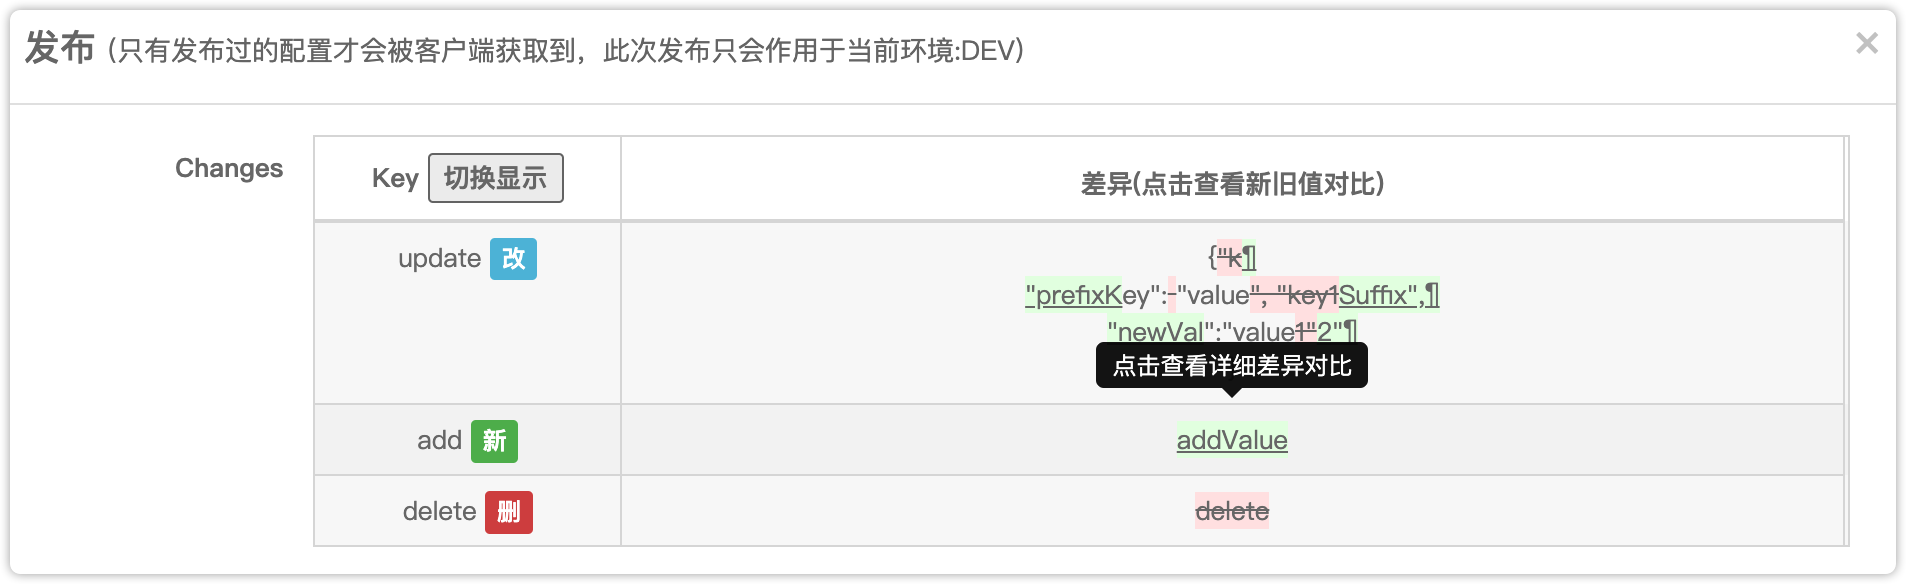 发布 (只有发布过的配置才会被客户端获取到，此次发布只会作用于当前环境:DEV)
×
Changes
Key 切换显示
差异(点击查看新旧值对比)
update 改
{"k¶
"prefixKey": "value", "key1Suffix",¶
"newVal":"value1"2"¶
点击查看详细差异对比
add 新
addValue
delete 删
delete